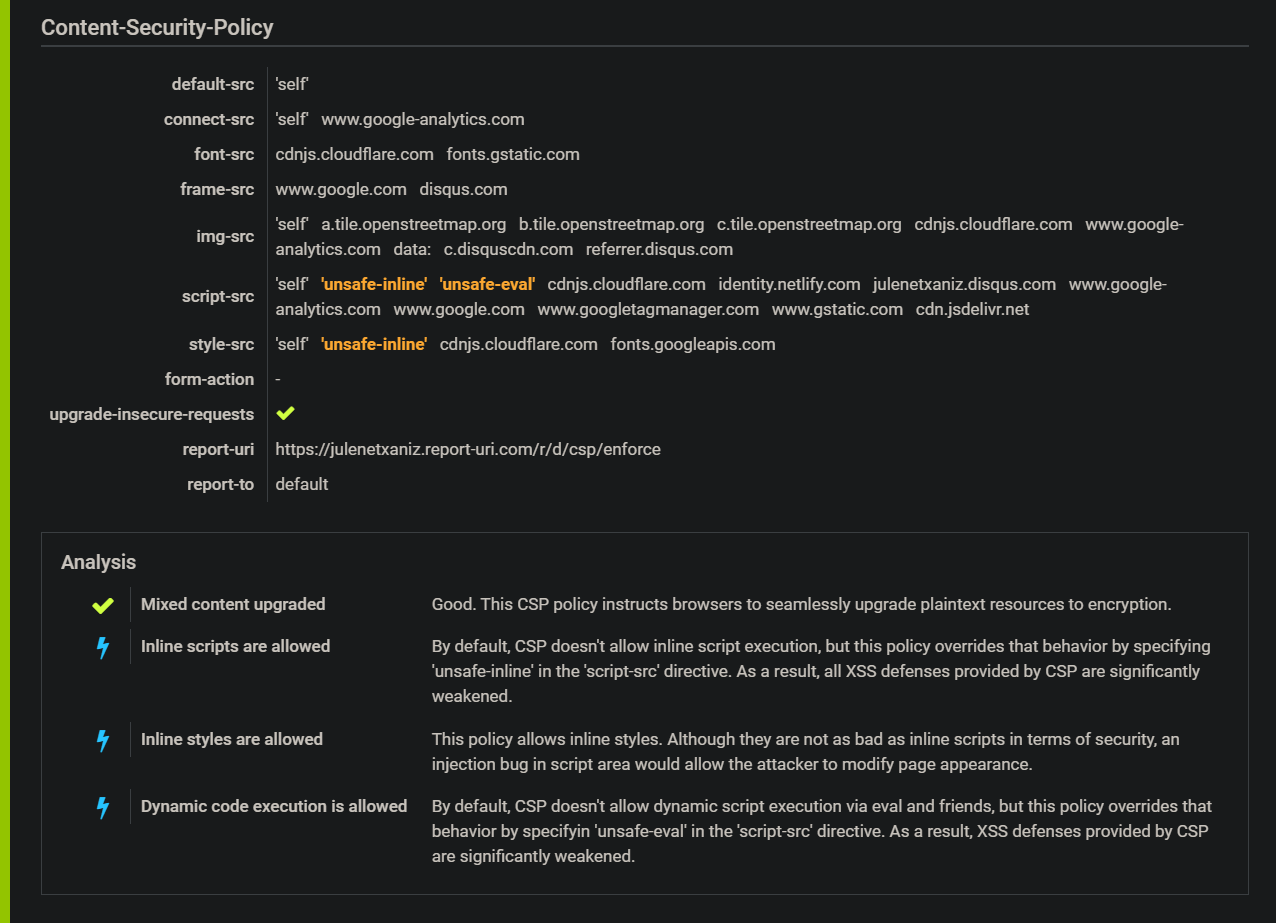 Content-Security-Policy
default-src 'self'
connect-src 'self' www.google-analytics.com
font-src cdnjs.cloudflare.com fonts.gstatic.com
frame-src www.google.com disqus.com
img-src 'self' a.tile.openstreetmap.org b.tile.openstreetmap.org c.tile.openstreetmap.org cdnjs.cloudflare.com www.google-
analytics.com data: c.disquscdn.com referrer.disqus.com
script-src 'self' 'unsafe-inline' 'unsafe-eval' cdnjs.cloudflare.com identity.netlify.com julenetxaniz.disqus.com www.google-
analytics.com www.google.com www.googletagmanager.com www.gstatic.com cdn.jsdelivr.net
style-src 'self' 'unsafe-inline' cdnjs.cloudflare.com fonts.googleapis.com
form-action -
upgrade-insecure-requests
report-uri https://julenetxaniz.report-uri.com/r/d/csp/enforce
report-to default
Analysis
Mixed content upgraded Good. This CSP policy instructs browsers to seamlessly upgrade plaintext resources to encryption.
Inline scripts are allowed By default, CSP doesn't allow inline script execution, but this policy overrides that behavior by specifying
'unsafe-inline' in the 'script-src' directive. As a result, all XSS defenses provided by CSP are significantly
weakened.
Inline styles are allowed This policy allows inline styles. Although they are not as bad as inline scripts in terms of security, an
injection bug in script area would allow the attacker to modify page appearance.
Dynamic code execution is allowed By default, CSP doesn't allow dynamic script execution via eval and friends, but this policy overrides that
behavior by specifyin 'unsafe-eval' in the 'script-src' directive. As a result, XSS defenses provided by CSP
are significantly weakened.